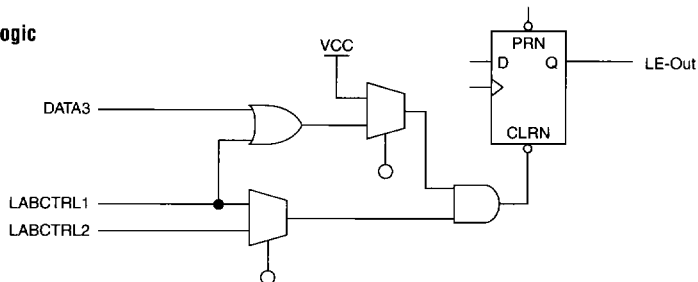 ogic
VCC
PRN
D Q
LE-Out
DATA3
CLRN
LABCTRL1
LABCTRL2